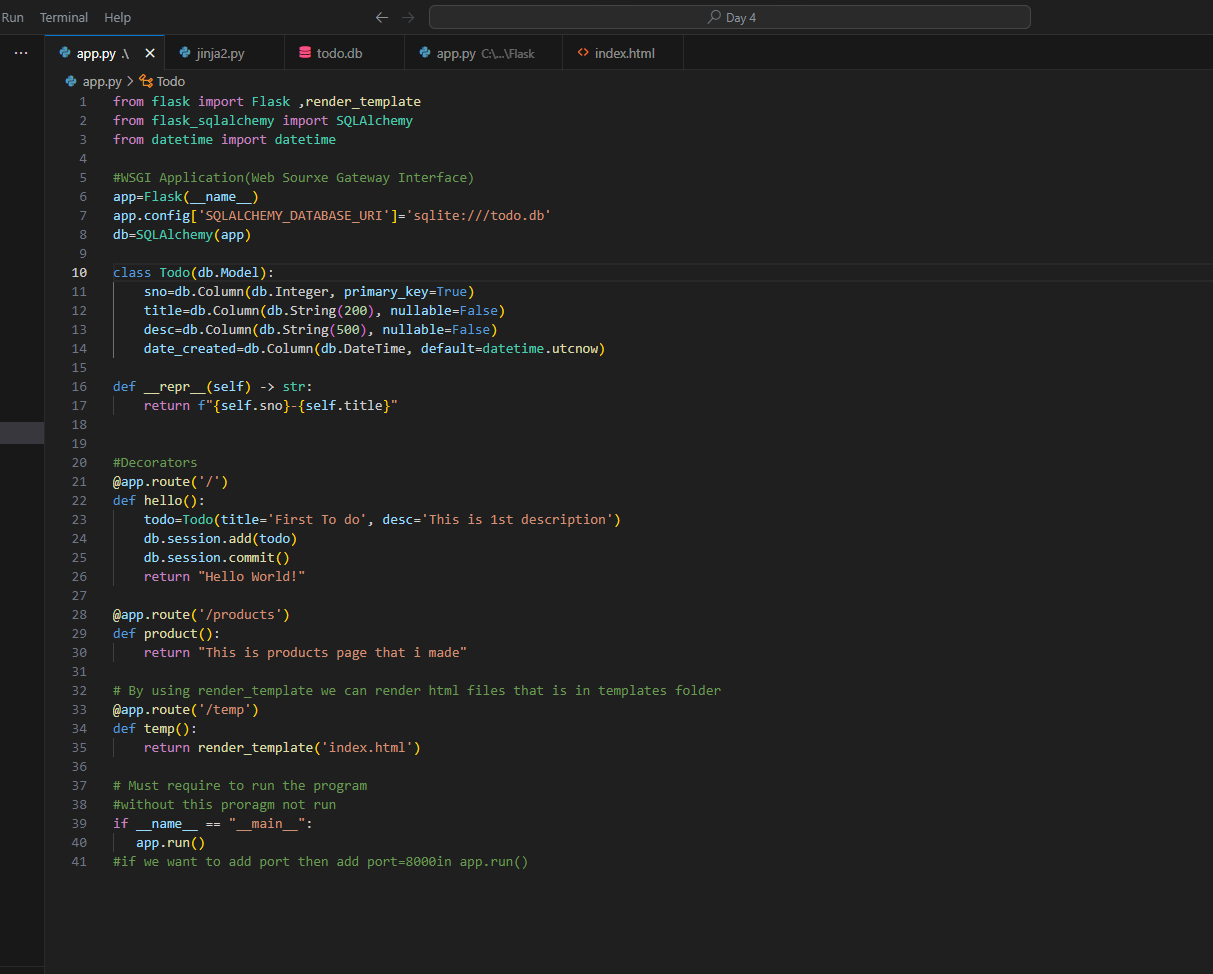 Run Terminal Help ← → Day 4
... app.py .\ × jinja2.py todo.db app.py C:\...\Flask <> index.html
app.py > Todo
1 from flask import Flask ,render_template
2 from flask_sqlalchemy import SQLAlchemy
3 from datetime import datetime
4
5 #WSGI Application(Web Sourxe Gateway Interface)
6 app=Flask(__name__)
7 app.config['SQLALCHEMY_DATABASE_URI']='sqlite:///todo.db'
8 db=SQLAlchemy(app)
9
10 class Todo(db.Model):
11     sno=db.Column(db.Integer, primary_key=True)
12     title=db.Column(db.String(200), nullable=False)
13     desc=db.Column(db.String(500), nullable=False)
14     date_created=db.Column(db.DateTime, default=datetime.utcnow)
15
16 def __repr__(self) -> str:
17     return f"{self.sno}-{self.title}"
18
19
20 #Decorators
21 @app.route('/')
22 def hello():
23     todo=Todo(title='First To do', desc='This is 1st description')
24     db.session.add(todo)
25     db.session.commit()
26     return "Hello World!"
27
28 @app.route('/products')
29 def product():
30     return "This is products page that i made"
31
32 # By using render_template we can render html files that is in templates folder
33 @app.route('/temp')
34 def temp():
35     return render_template('index.html')
36
37 # Must require to run the program
38 #without this proragm not run
39 if __name__ == "__main__":
40    app.run()
41 #if we want to add port then add port=8000in app.run()